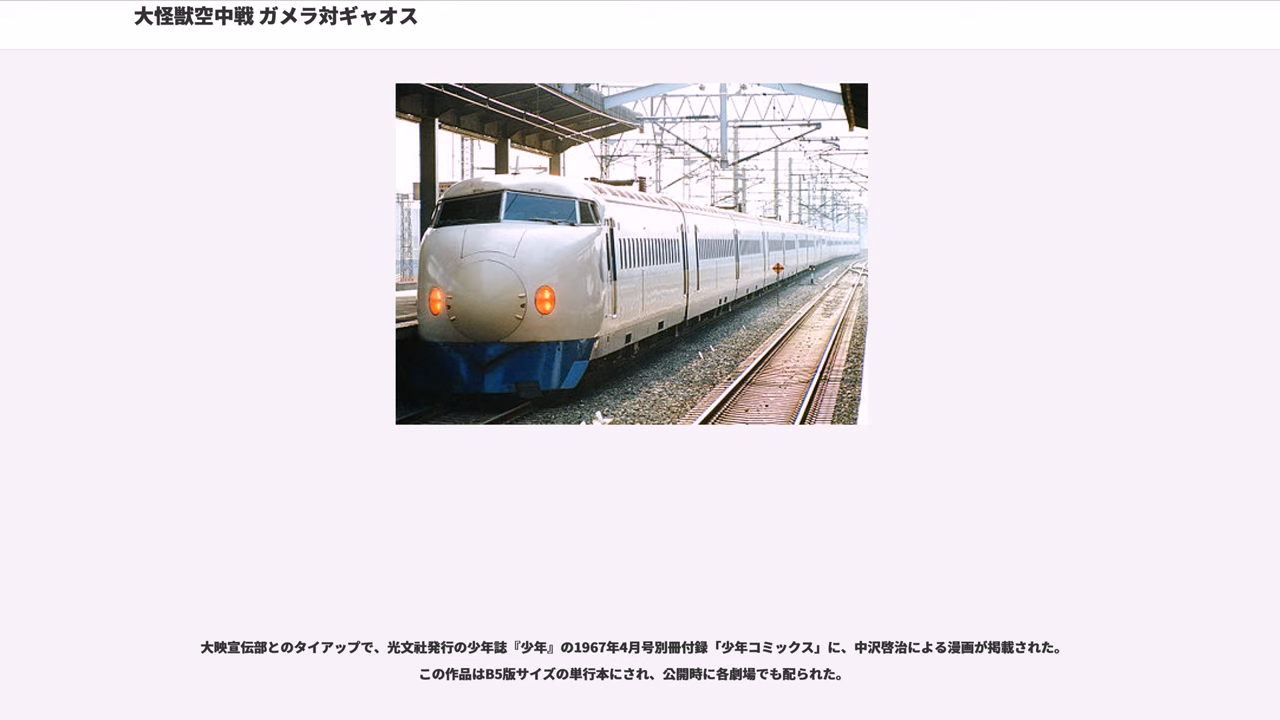 大怪獣空中戦 ガメラ対ギャオス
大映宣伝部とのタイアップで、光文社発行の少年誌『少年』の1967年4月号別冊付録「少年コミックス」に、中沢啓治による漫画が掲載された。
この作品はB5版サイズの単行本にされ、公開時に各劇場でも配られた。